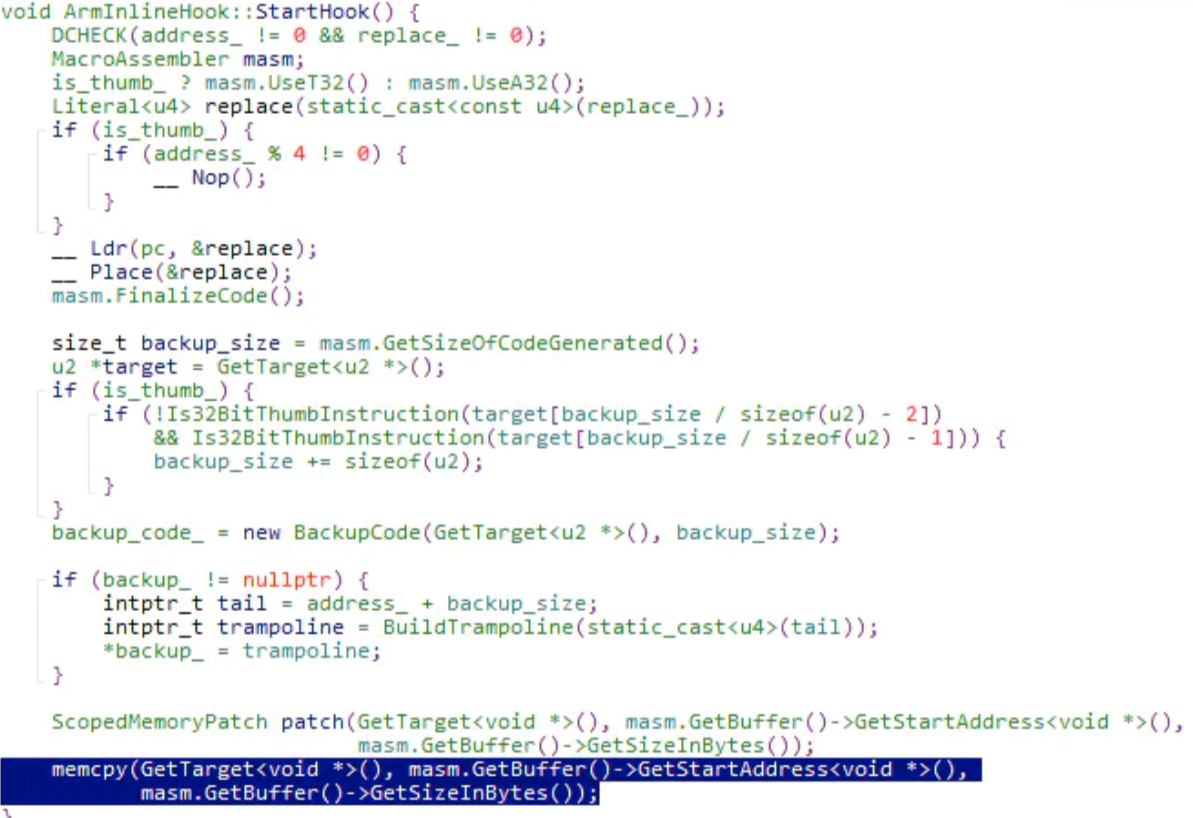 void ArmInlineHook::StartHook() {
    DCHECK(address_ != 0 && replace_ != 0);
    MacroAssembler masm;
    is_thumb_ ? masm.UseT32() : masm.UseA32();
    Literal<u4> replace(static_cast<const u4>(replace_));
    if (is_thumb_) {
        if (address_ % 4 != 0) {
            __ Nop();
        }
    }
    __ Ldr(pc, &replace);
    __ Place(&replace);
    masm.FinalizeCode();

    size_t backup_size = masm.GetSizeOfCodeGenerated();
    u2 *target = GetTarget<u2 *>();
    if (is_thumb_) {
        if (!Is32BitThumbInstruction(target[backup_size / sizeof(u2) - 2])
            && Is32BitThumbInstruction(target[backup_size / sizeof(u2) - 1])) {
            backup_size += sizeof(u2);
        }
    }
    backup_code_ = new BackupCode(GetTarget<u2 *>(), backup_size);

    if (backup_ != nullptr) {
        intptr_t tail = address_ + backup_size;
        intptr_t trampoline = BuildTrampoline(static_cast<u4>(tail));
        *backup_ = trampoline;
    }

    ScopedMemoryPatch patch(GetTarget<void *>(), masm.GetBuffer()->GetStartAddress<void *>(),
                            masm.GetBuffer()->GetSizeInBytes());
    memcpy(GetTarget<void *>(), masm.GetBuffer()->GetStartAddress<void *>(),
           masm.GetBuffer()->GetSizeInBytes());
}